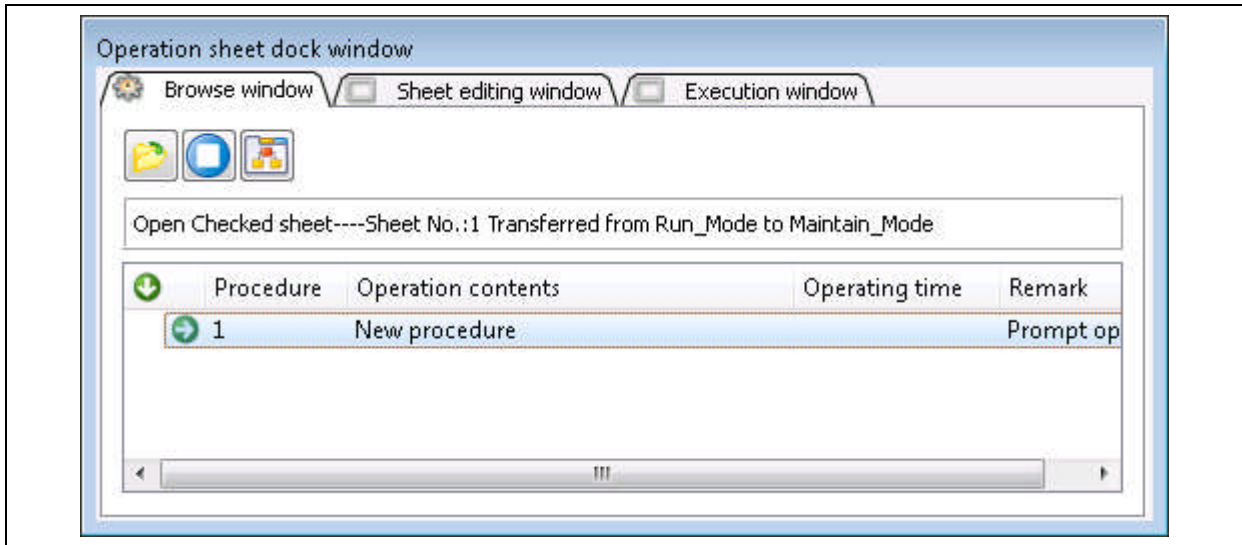 Operation sheet dock window
Browse window Sheet editing window Execution window
Open Checked sheet----Sheet No.:1 Transferred from Run_Mode to Maintain_Mode
Procedure Operation contents Operating time Remark
1 New procedure Prompt op